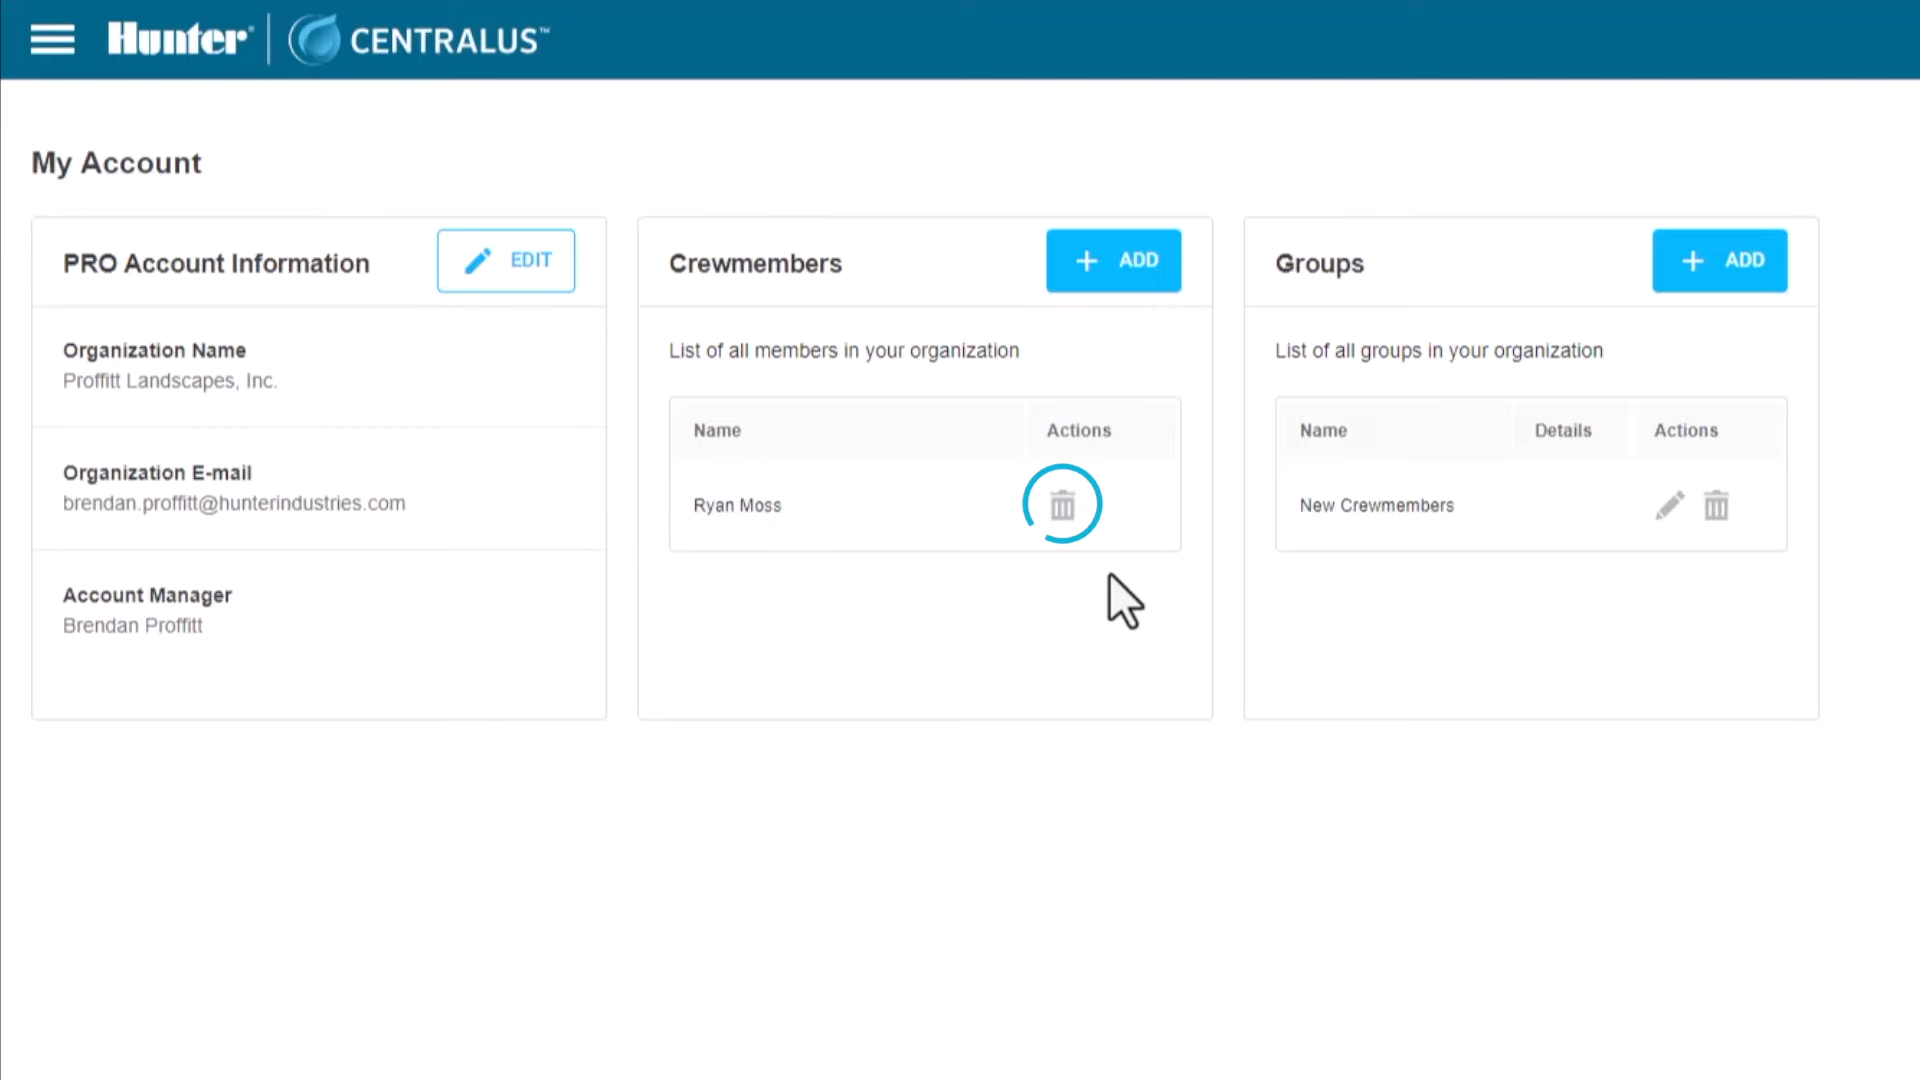 Hunter® CENTRALUS™
My Account
PRO Account Information
EDIT
Organization Name
Proffitt Landscapes, Inc.
Organization E-mail
brendan.proffitt@hunterindustries.com
Account Manager
Brendan Proffitt
Crewmembers
+ ADD
List of all members in your organization
Name Actions
Ryan Moss
Groups
+ ADD
List of all groups in your organization
Name Details Actions
New Crewmembers